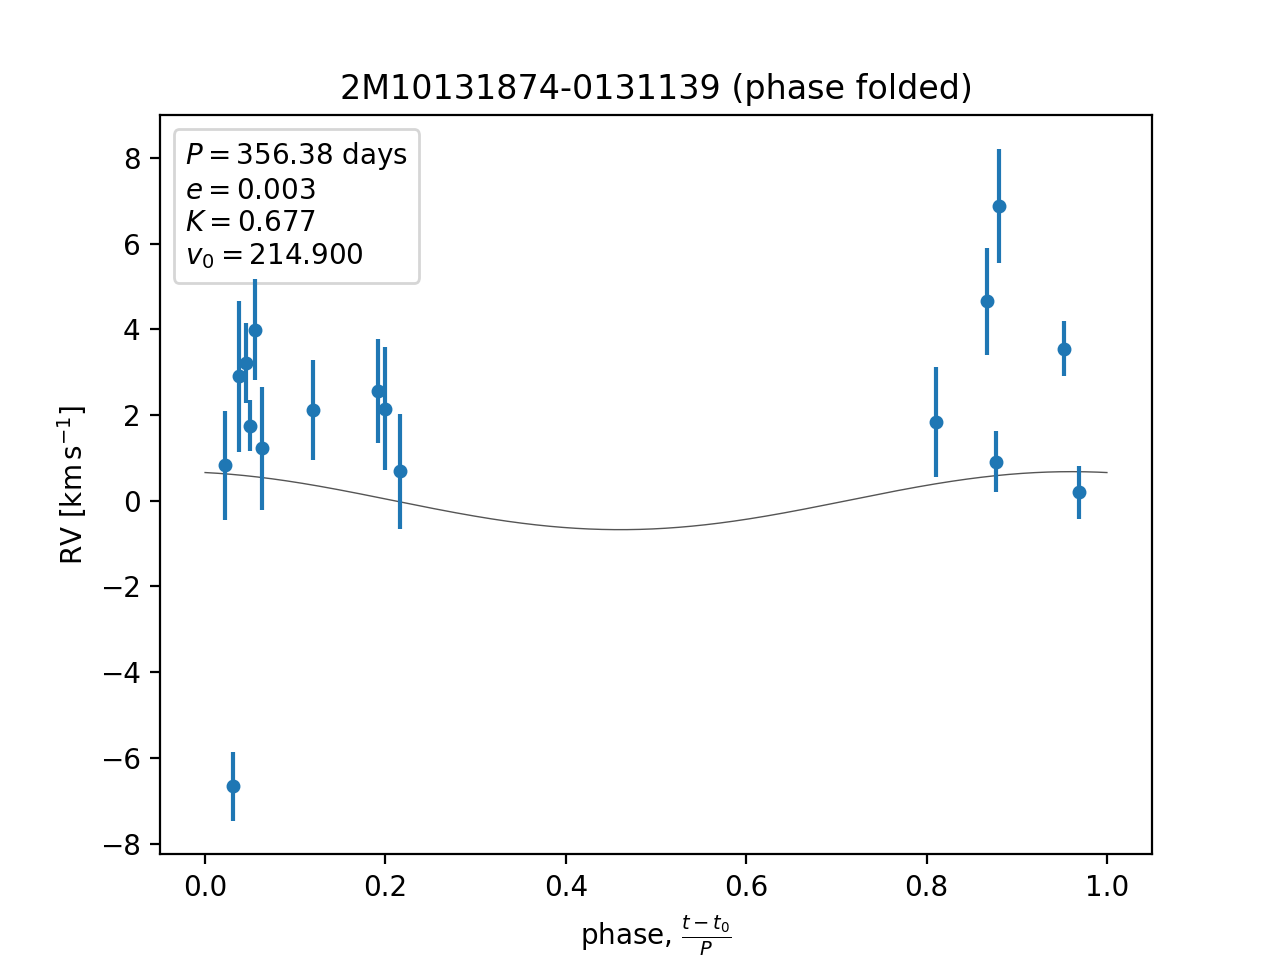 2M10131874-0131139 (phase folded)
P = 356.38 days
e = 0.003
K = 0.677
v₀ = 214.900
8
6
4
2
0
−2
−4
−6
−8
RV [km s⁻¹]
0.0 0.2 0.4 0.6 0.8 1.0
phase, (t − t₀)/P